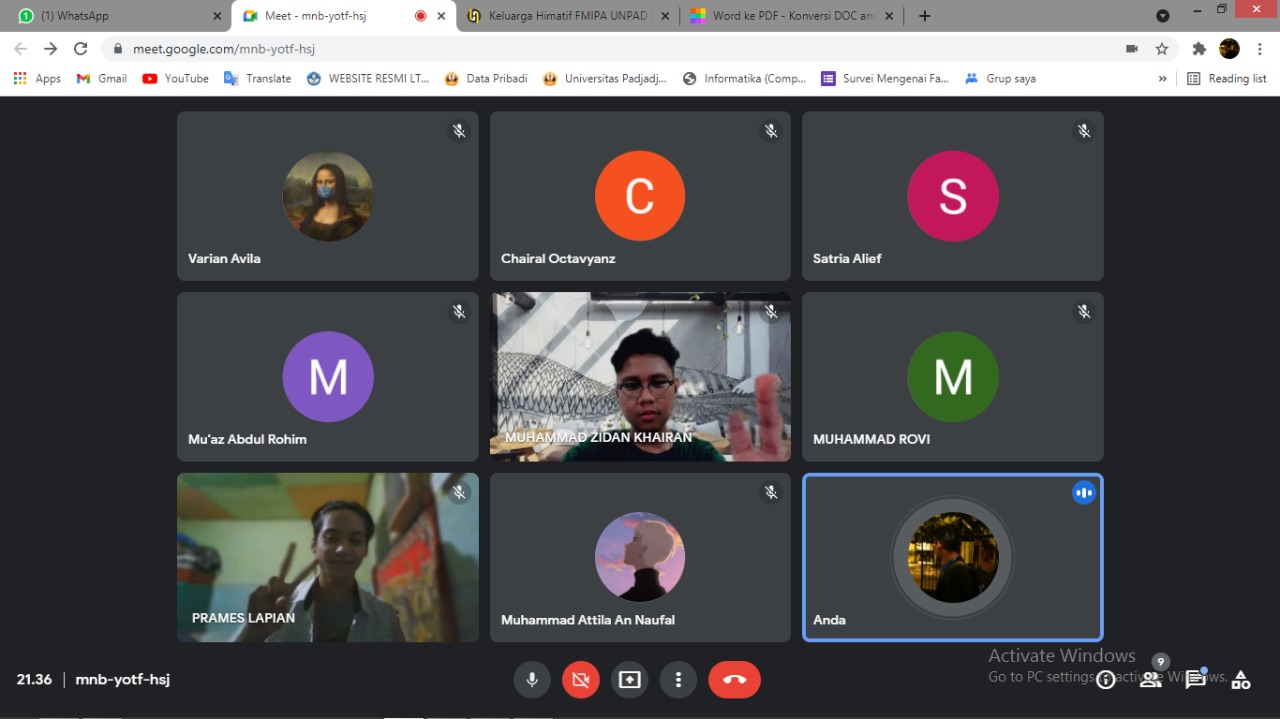 (1) WhatsApp
Meet - mnb-yotf-hsj
Keluarga Himatif FMIPA UNPAD
Word ke PDF - Konversi DOC an
meet.google.com/mnb-yotf-hsj
Apps
Gmail
YouTube
Translate
WEBSITE RESMI LT...
Data Pribadi
Universitas Padjadj...
Informatika (Comp...
Survei Mengenai Fa...
Grup saya
»
Reading list
Varian Avila
C
Chairal Octavyanz
S
Satria Alief
M
Mu'az Abdul Rohim
MUHAMMAD ZIDAN KHAIRAN
M
MUHAMMAD ROVI
PRAMES LAPIAN
Muhammad Attila An Naufal
Anda
Activate Windows
Go to PC settings to activate Windows.
21.36 | mnb-yotf-hsj
9